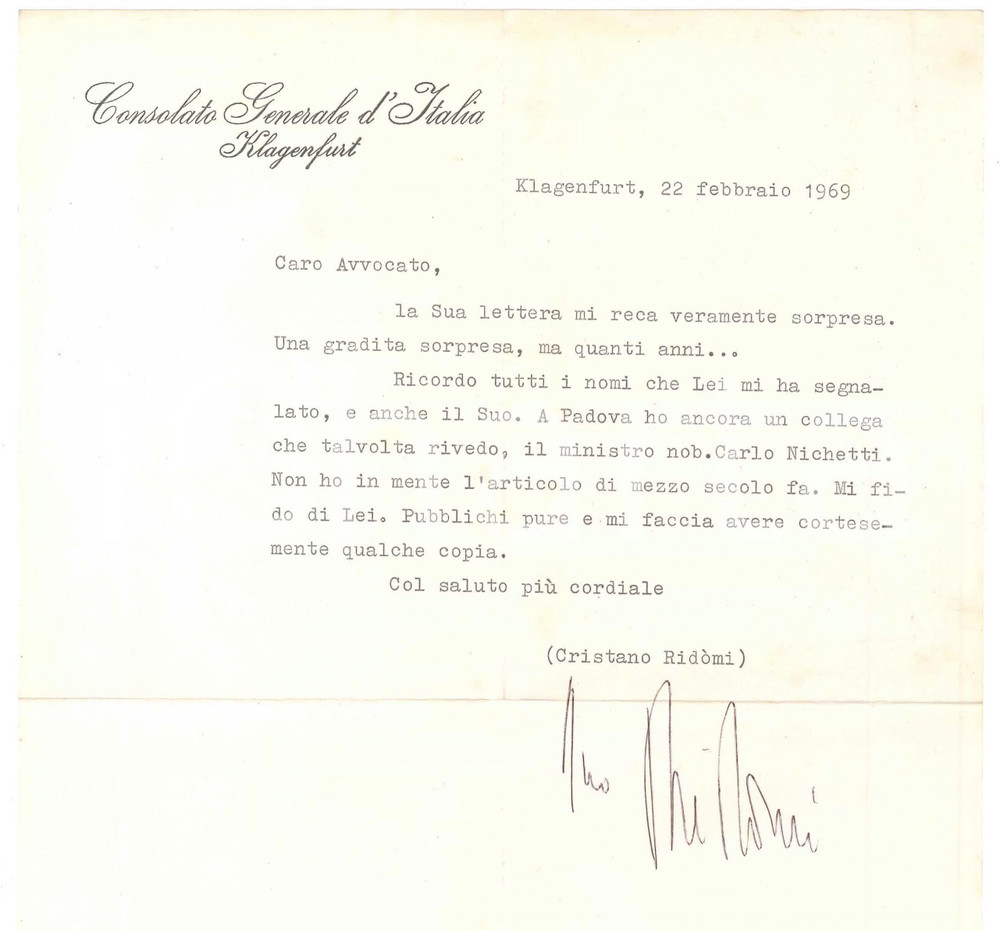 Consolato Generale d'Italia
Klagenfurt
Klagenfurt, 22 febbraio 1969
Caro Avvocato,
la Sua lettera mi reca veramente sorpresa.
Una gradita sorpresa, ma quanti anni...
Ricordo tutti i nomi che Lei mi ha segna-
lato, e anche il Suo. A Padova ho ancora un collega
che talvolta rivedo, il ministro nob.Carlo Nichetti.
Non ho in mente l'articolo di mezzo secolo fa. Mi fi-
do di Lei. Pubblichi pure e mi faccia avere cortese-
mente qualche copia.
Col saluto più cordiale
(Cristano Ridòmi)